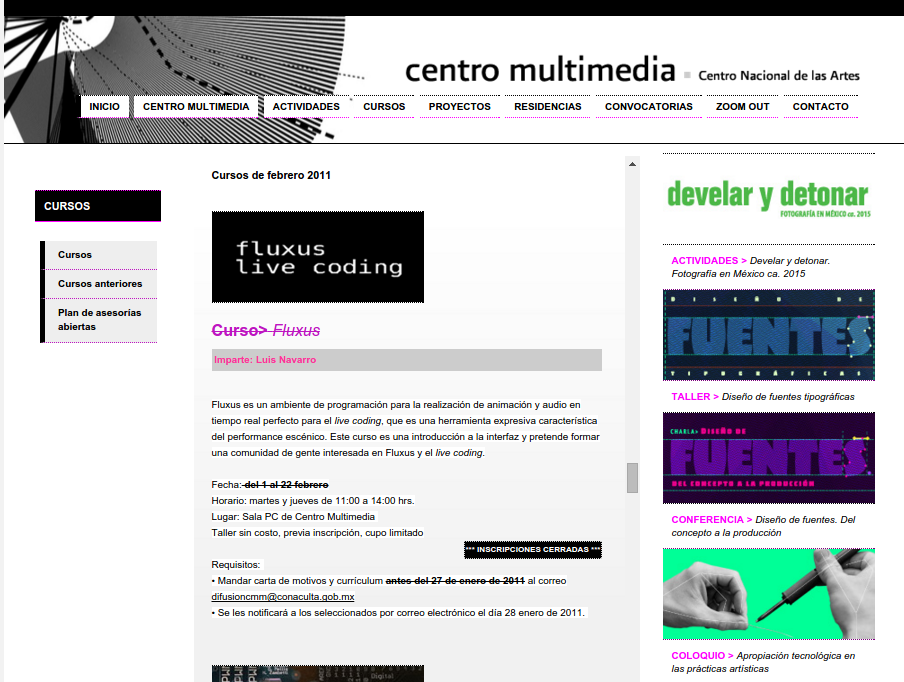 centro multimedia Centro Nacional de las Artes
INICIO CENTRO MULTIMEDIA ACTIVIDADES CURSOS PROYECTOS RESIDENCIAS CONVOCATORIAS ZOOM OUT CONTACTO
CURSOS
Cursos
Cursos anteriores
Plan de asesorías
abiertas
Cursos de febrero 2011
fluxus
live coding
Curso> Fluxus
Imparte: Luis Navarro
Fluxus es un ambiente de programación para la realización de animación y audio en
tiempo real perfecto para el live coding, que es una herramienta expresiva característica
del performance escénico. Este curso es una introducción a la interfaz y pretende formar
una comunidad de gente interesada en Fluxus y el live coding.
Fecha: del 1 al 22 febrero
Horario: martes y jueves de 11:00 a 14:00 hrs.
Lugar: Sala PC de Centro Multimedia
Taller sin costo, previa inscripción, cupo limitado
*** INSCRIPCIONES CERRADAS ***
Requisitos:
• Mandar carta de motivos y currículum antes del 27 de enero de 2011 al correo
difusioncmm@conaculta.gob.mx
• Se les notificará a los seleccionados por correo electrónico el día 28 enero de 2011.
Digital
develar y detonar
FOTOGRAFÍA EN MÉXICO ca. 2015
ACTIVIDADES > Develar y detonar.
Fotografía en México ca. 2015
DISEÑO DE
FUENTES
TIPOGRÁFICAS
TALLER > Diseño de fuentes tipográficas
CHARLA> DISEÑO DE
FUENTES
DEL CONCEPTO A LA PRODUCCIÓN
CONFERENCIA > Diseño de fuentes. Del
concepto a la producción
COLOQUIO > Apropiación tecnológica en
las prácticas artísticas